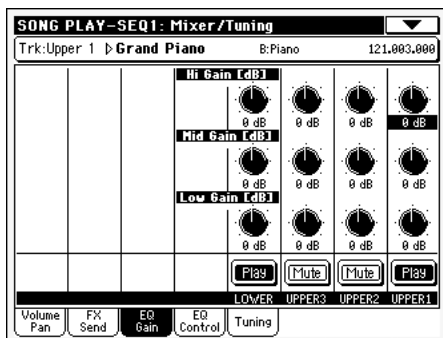 SONG PLAY-SEQ1: Mixer/Tuning
Trk:Upper 1 Grand Piano B:Piano 121.003.000
Hi Gain [dB]
0 dB 0 dB 0 dB 0 dB
Mid Gain [dB]
0 dB 0 dB 0 dB 0 dB
Low Gain [dB]
0 dB 0 dB 0 dB 0 dB
Play Mute Mute Play
LOWER UPPER3 UPPER2 UPPER1
Volume Pan FX Send EQ Gain EQ Control Tuning